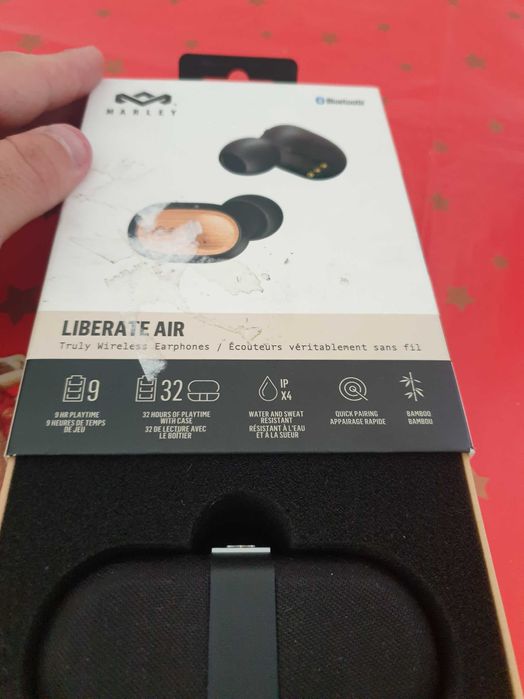 MARLEY
Bluetooth
LIBERATE AIR
Truly Wireless Earphones / Écouteurs véritablement sans fil
9
9 HR PLAYTIME
9 HEURES DE TEMPS
DE JEU
32
32 HOURS OF PLAYTIME
WITH CASE
32 DE LECTURE AVEC
LE BOÎTIER
IP
X4
WATER AND SWEAT
RESISTANT
RÉSISTANT À L'EAU
ET À LA SUEUR
QUICK PAIRING
APPAIRAGE RAPIDE
BAMBOO
BAMBOU